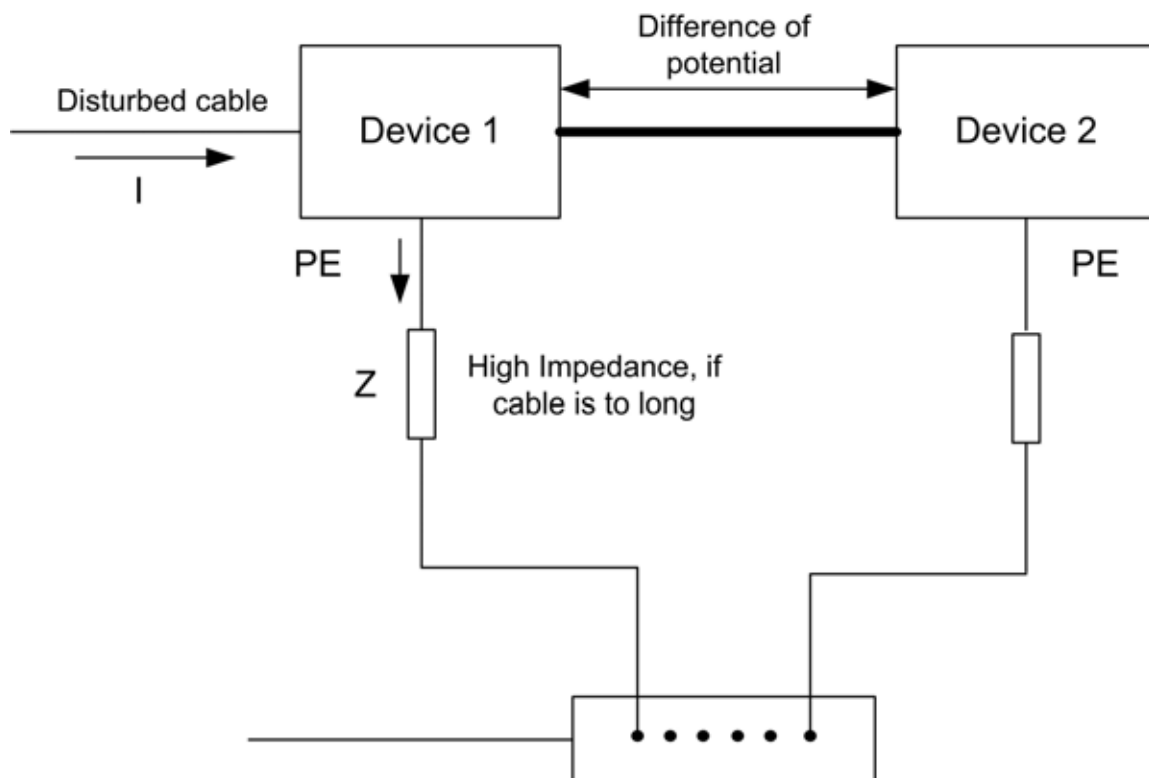 Difference of
potential
Disturbed cable
Device 1
Device 2
I
PE
PE
Z
High Impedance, if
cable is to long